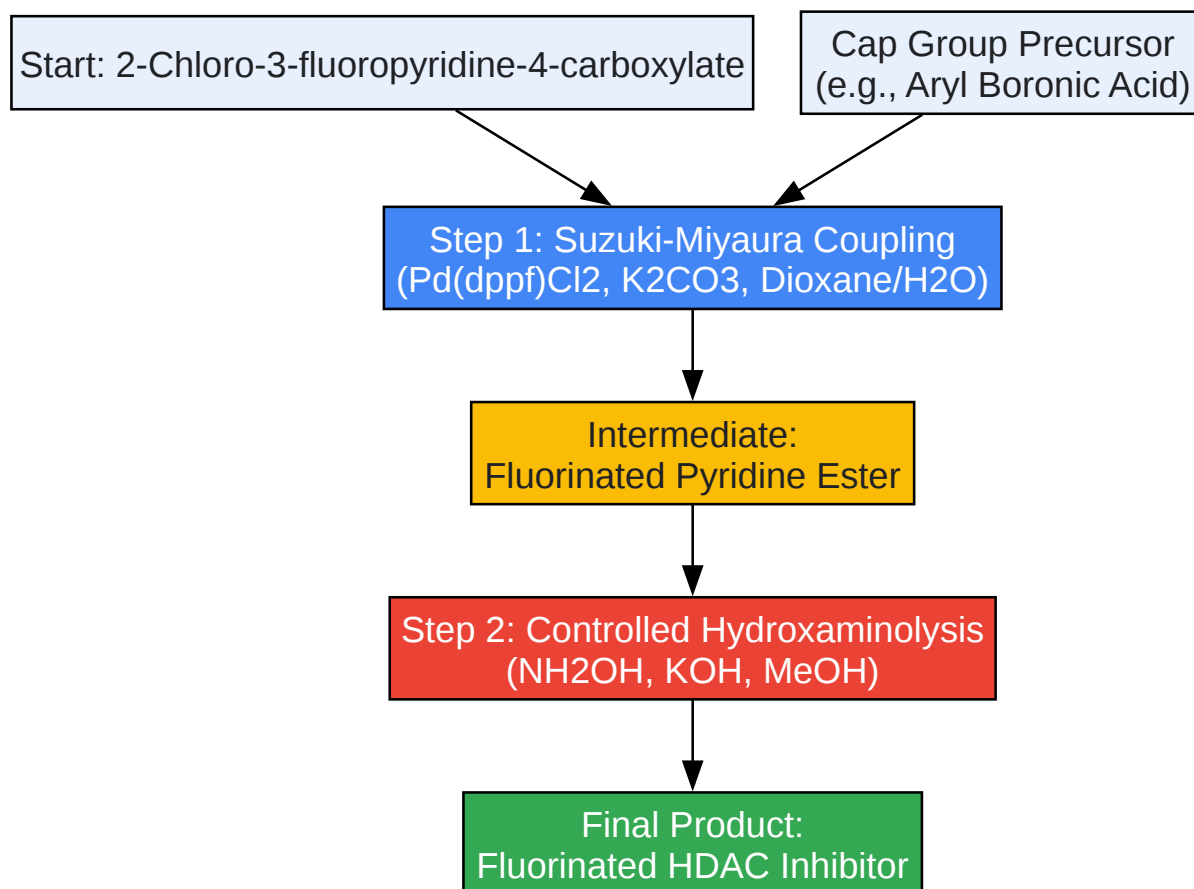 Start: 2-Chloro-3-fluoropyridine-4-carboxylate
Cap Group Precursor
(e.g., Aryl Boronic Acid)
Step 1: Suzuki-Miyaura Coupling
(Pd(dppf)Cl2, K2CO3, Dioxane/H2O)
Intermediate:
Fluorinated Pyridine Ester
Step 2: Controlled Hydroxaminolysis
(NH2OH, KOH, MeOH)
Final Product:
Fluorinated HDAC Inhibitor